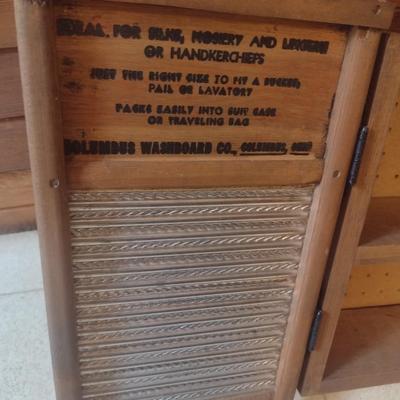 IDEAL FOR SILKS, HOSIERY AND LINGERIE
OR HANDKERCHIEFS
JUST THE RIGHT SIZE TO FIT A BUCKET,
PAIL OR LAVATORY
PACKS EASILY INTO SUIT CASE
OR TRAVELING BAG
COLUMBUS WASHBOARD CO., COLUMBUS, OHIO